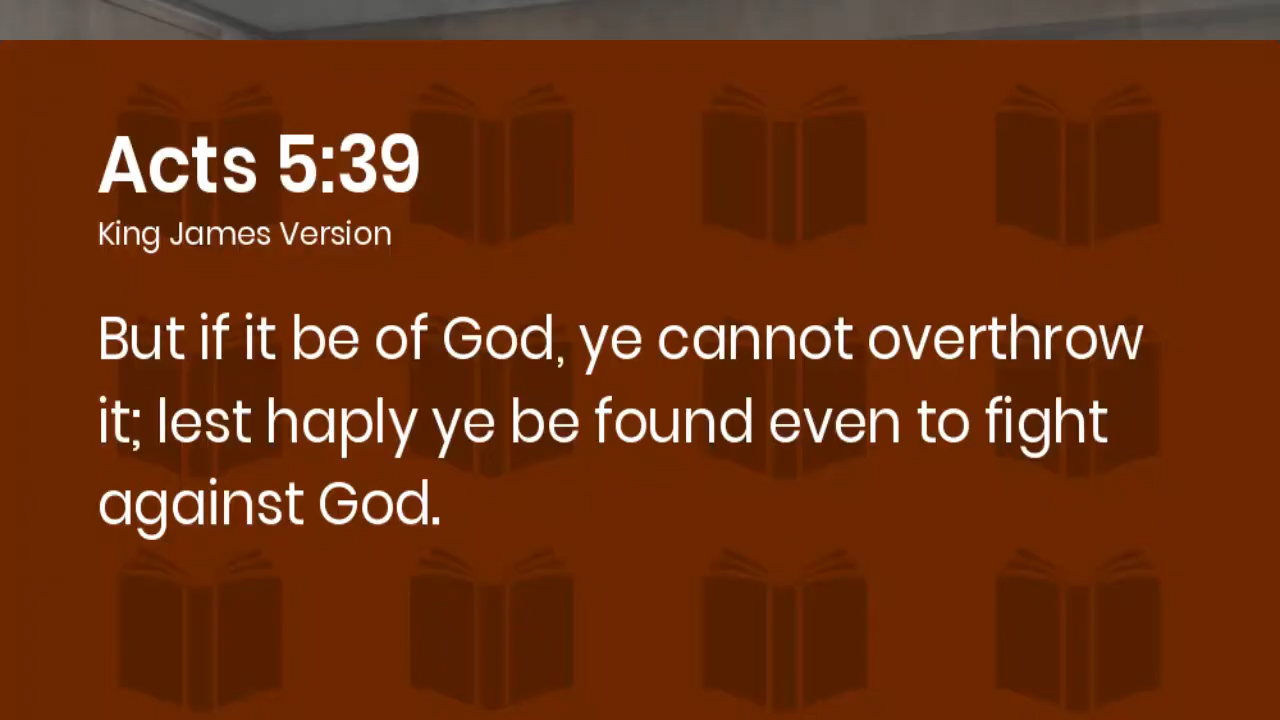 Acts 5:39
King James Version
But if it be of God, ye cannot overthrow
it; lest haply ye be found even to fight
against God.